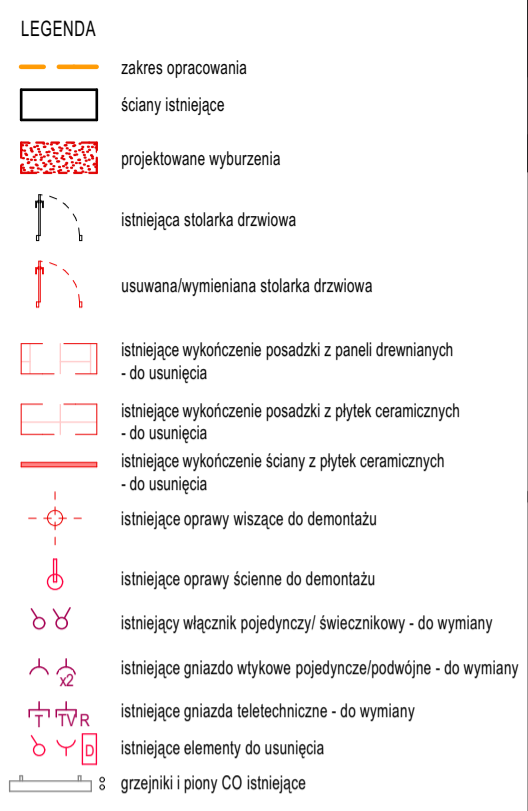 LEGENDA
zakres opracowania
ściany istniejące
projektowane wyburzenia
istniejąca stolarka drzwiowa
usuwana/wymieniana stolarka drzwiowa
istniejące wykończenie posadzki z paneli drewnianych
- do usunięcia
istniejące wykończenie posadzki z płytek ceramicznych
- do usunięcia
istniejące wykończenie ściany z płytek ceramicznych
- do usunięcia
istniejące oprawy wiszące do demontażu
istniejące oprawy ścienne do demontażu
istniejący włącznik pojedynczy/ świecznikowy - do wymiany
x2 istniejące gniazdo wtykowe pojedyncze/podwójne - do wymiany
T TV R istniejące gniazda teletechniczne - do wymiany
D istniejące elementy do usunięcia
grzejniki i piony CO istniejące